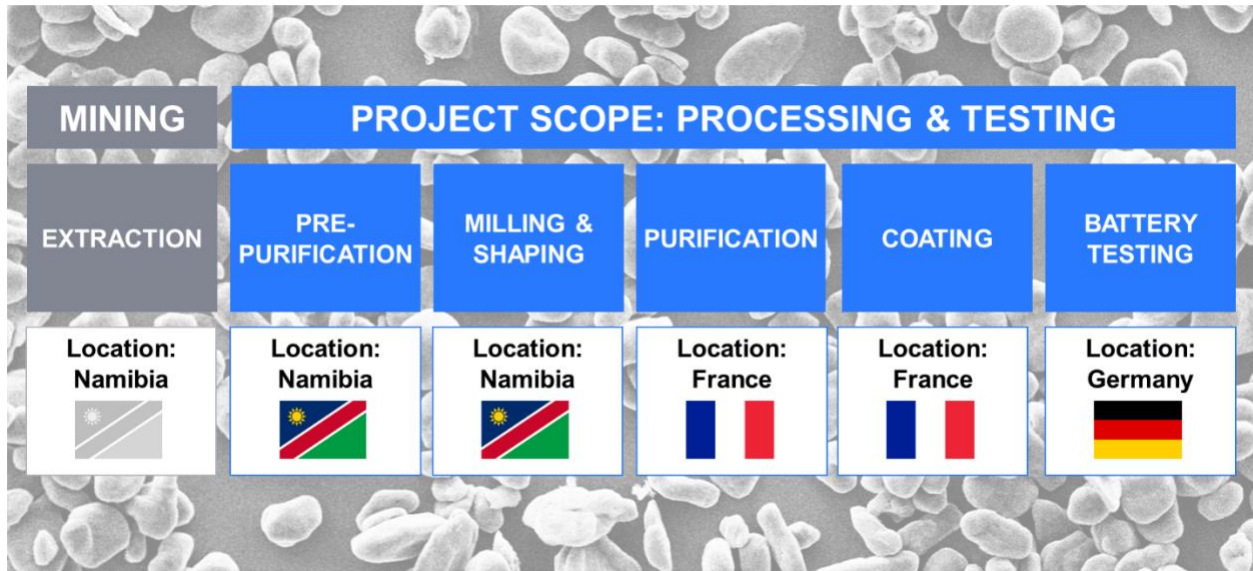 MINING
PROJECT SCOPE: PROCESSING & TESTING
EXTRACTION
PRE-
PURIFICATION
MILLING &
SHAPING
PURIFICATION
COATING
BATTERY
TESTING
Location:
Namibia
Location:
Namibia
Location:
Namibia
Location:
France
Location:
France
Location:
Germany